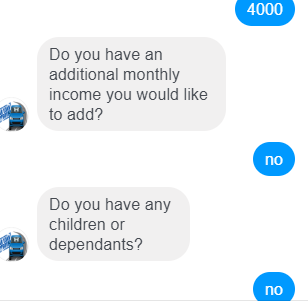 4000
Do you have an
additional monthly
income you would like
to add?
no
Do you have any
children or
dependants?
no